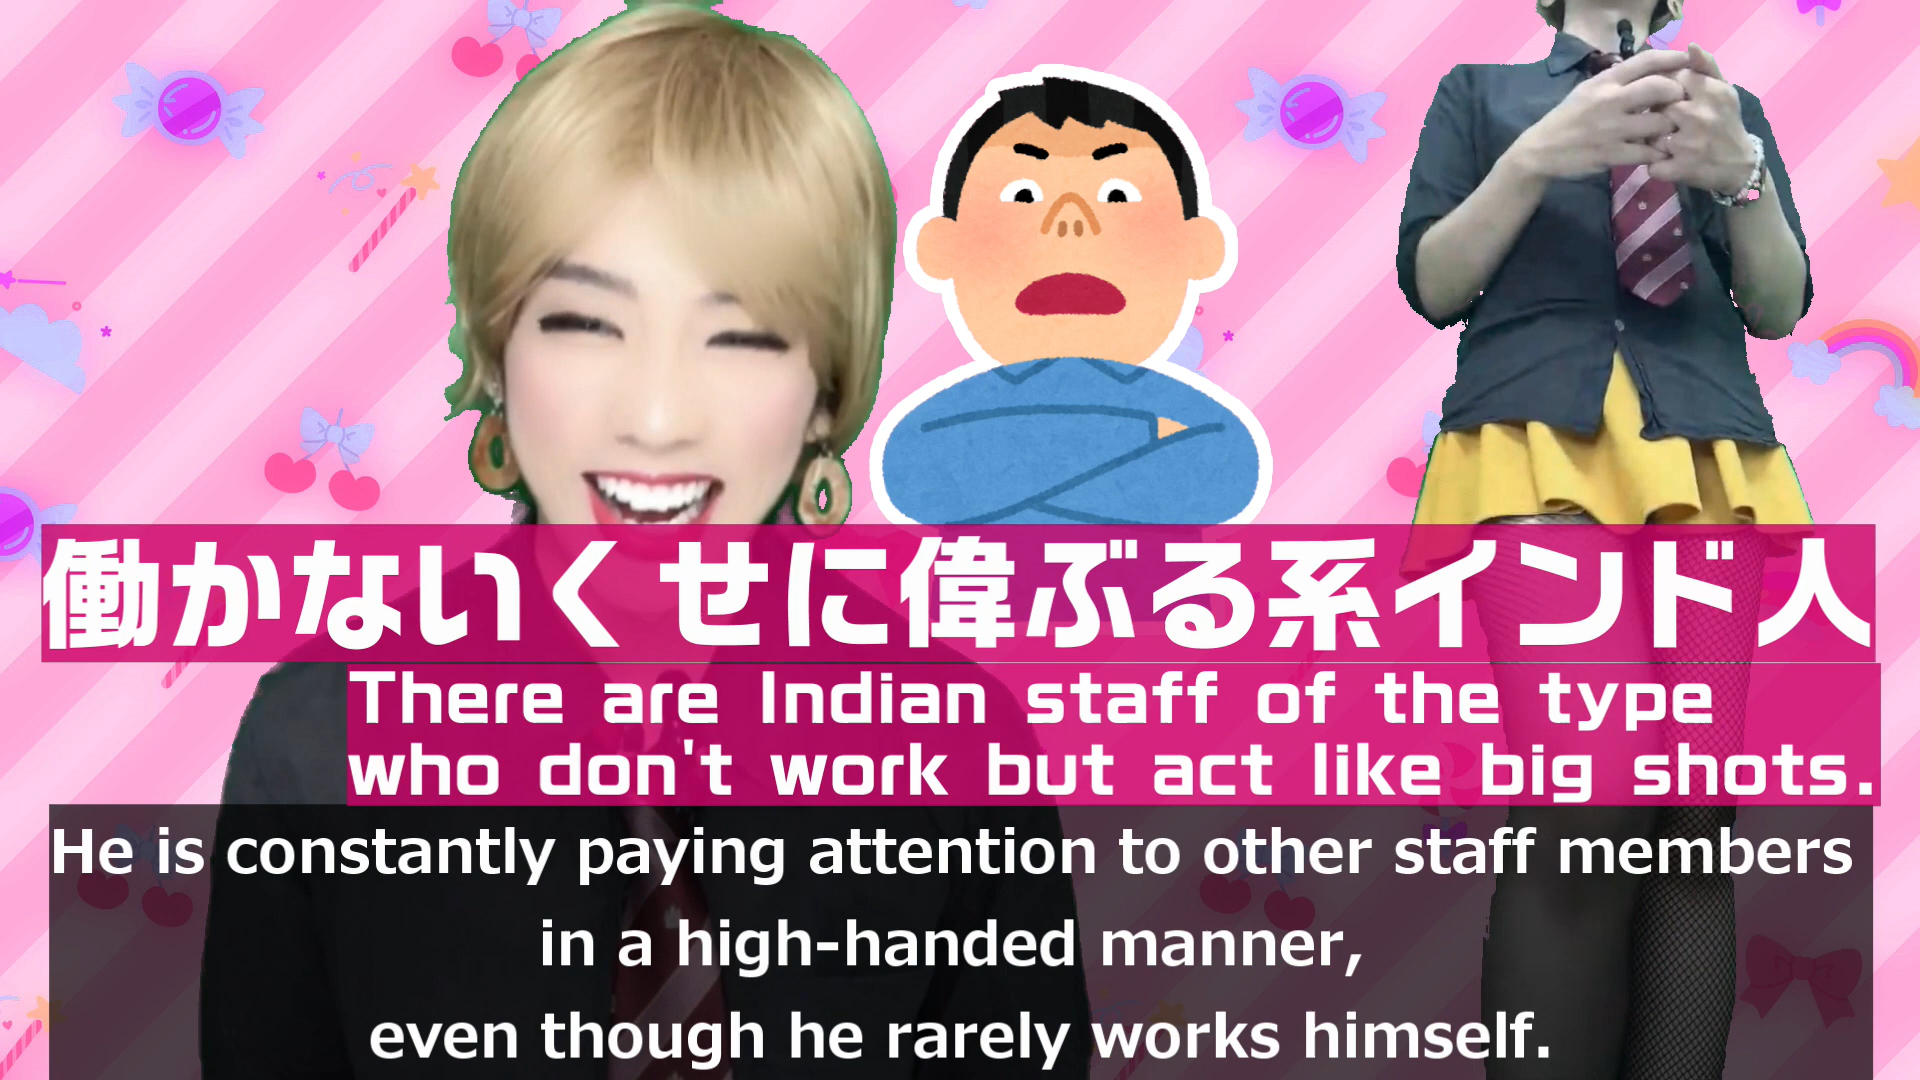 働かないくせに偉ぶる系インド人
There are Indian staff of the type
who don't work but act like big shots.
He is constantly paying attention to other staff members
in a high-handed manner,
even though he rarely works himself.